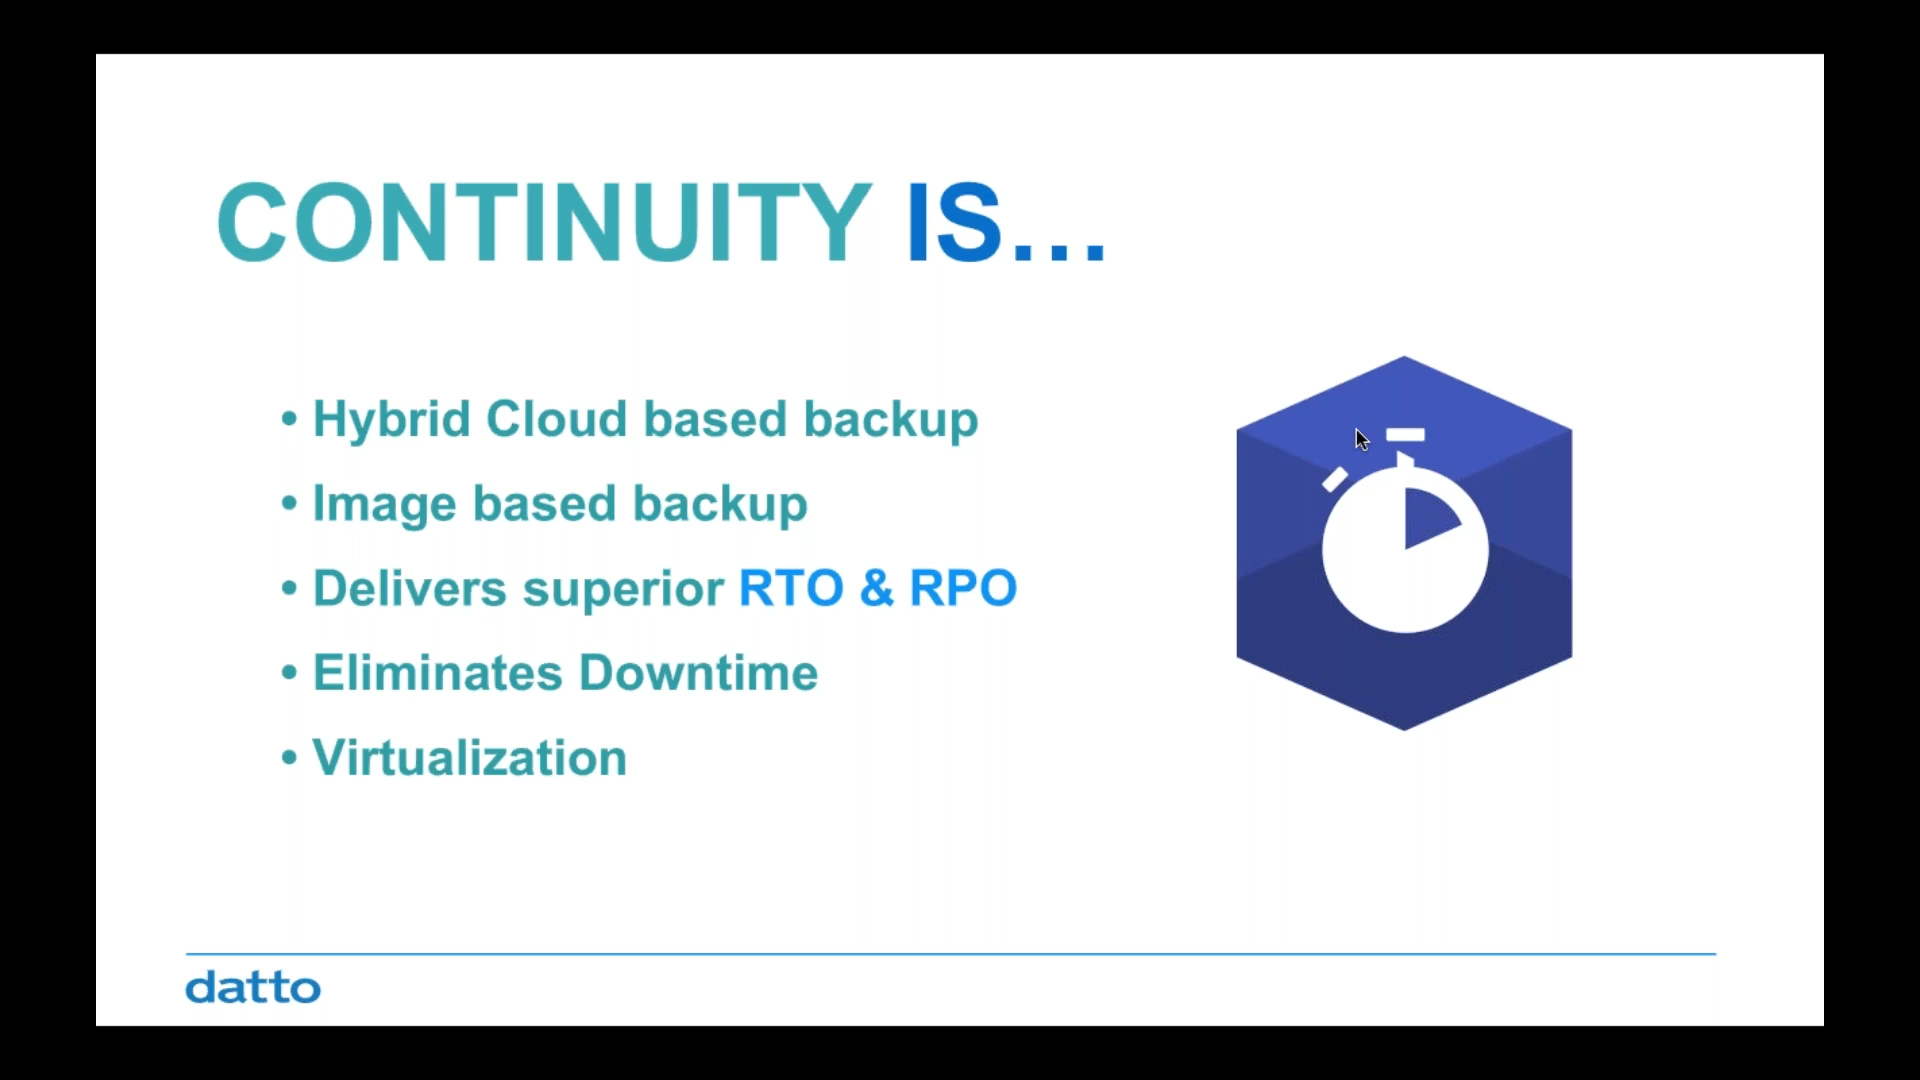 CONTINUITY IS...
• Hybrid Cloud based backup
• Image based backup
• Delivers superior RTO & RPO
• Eliminates Downtime
• Virtualization
datto